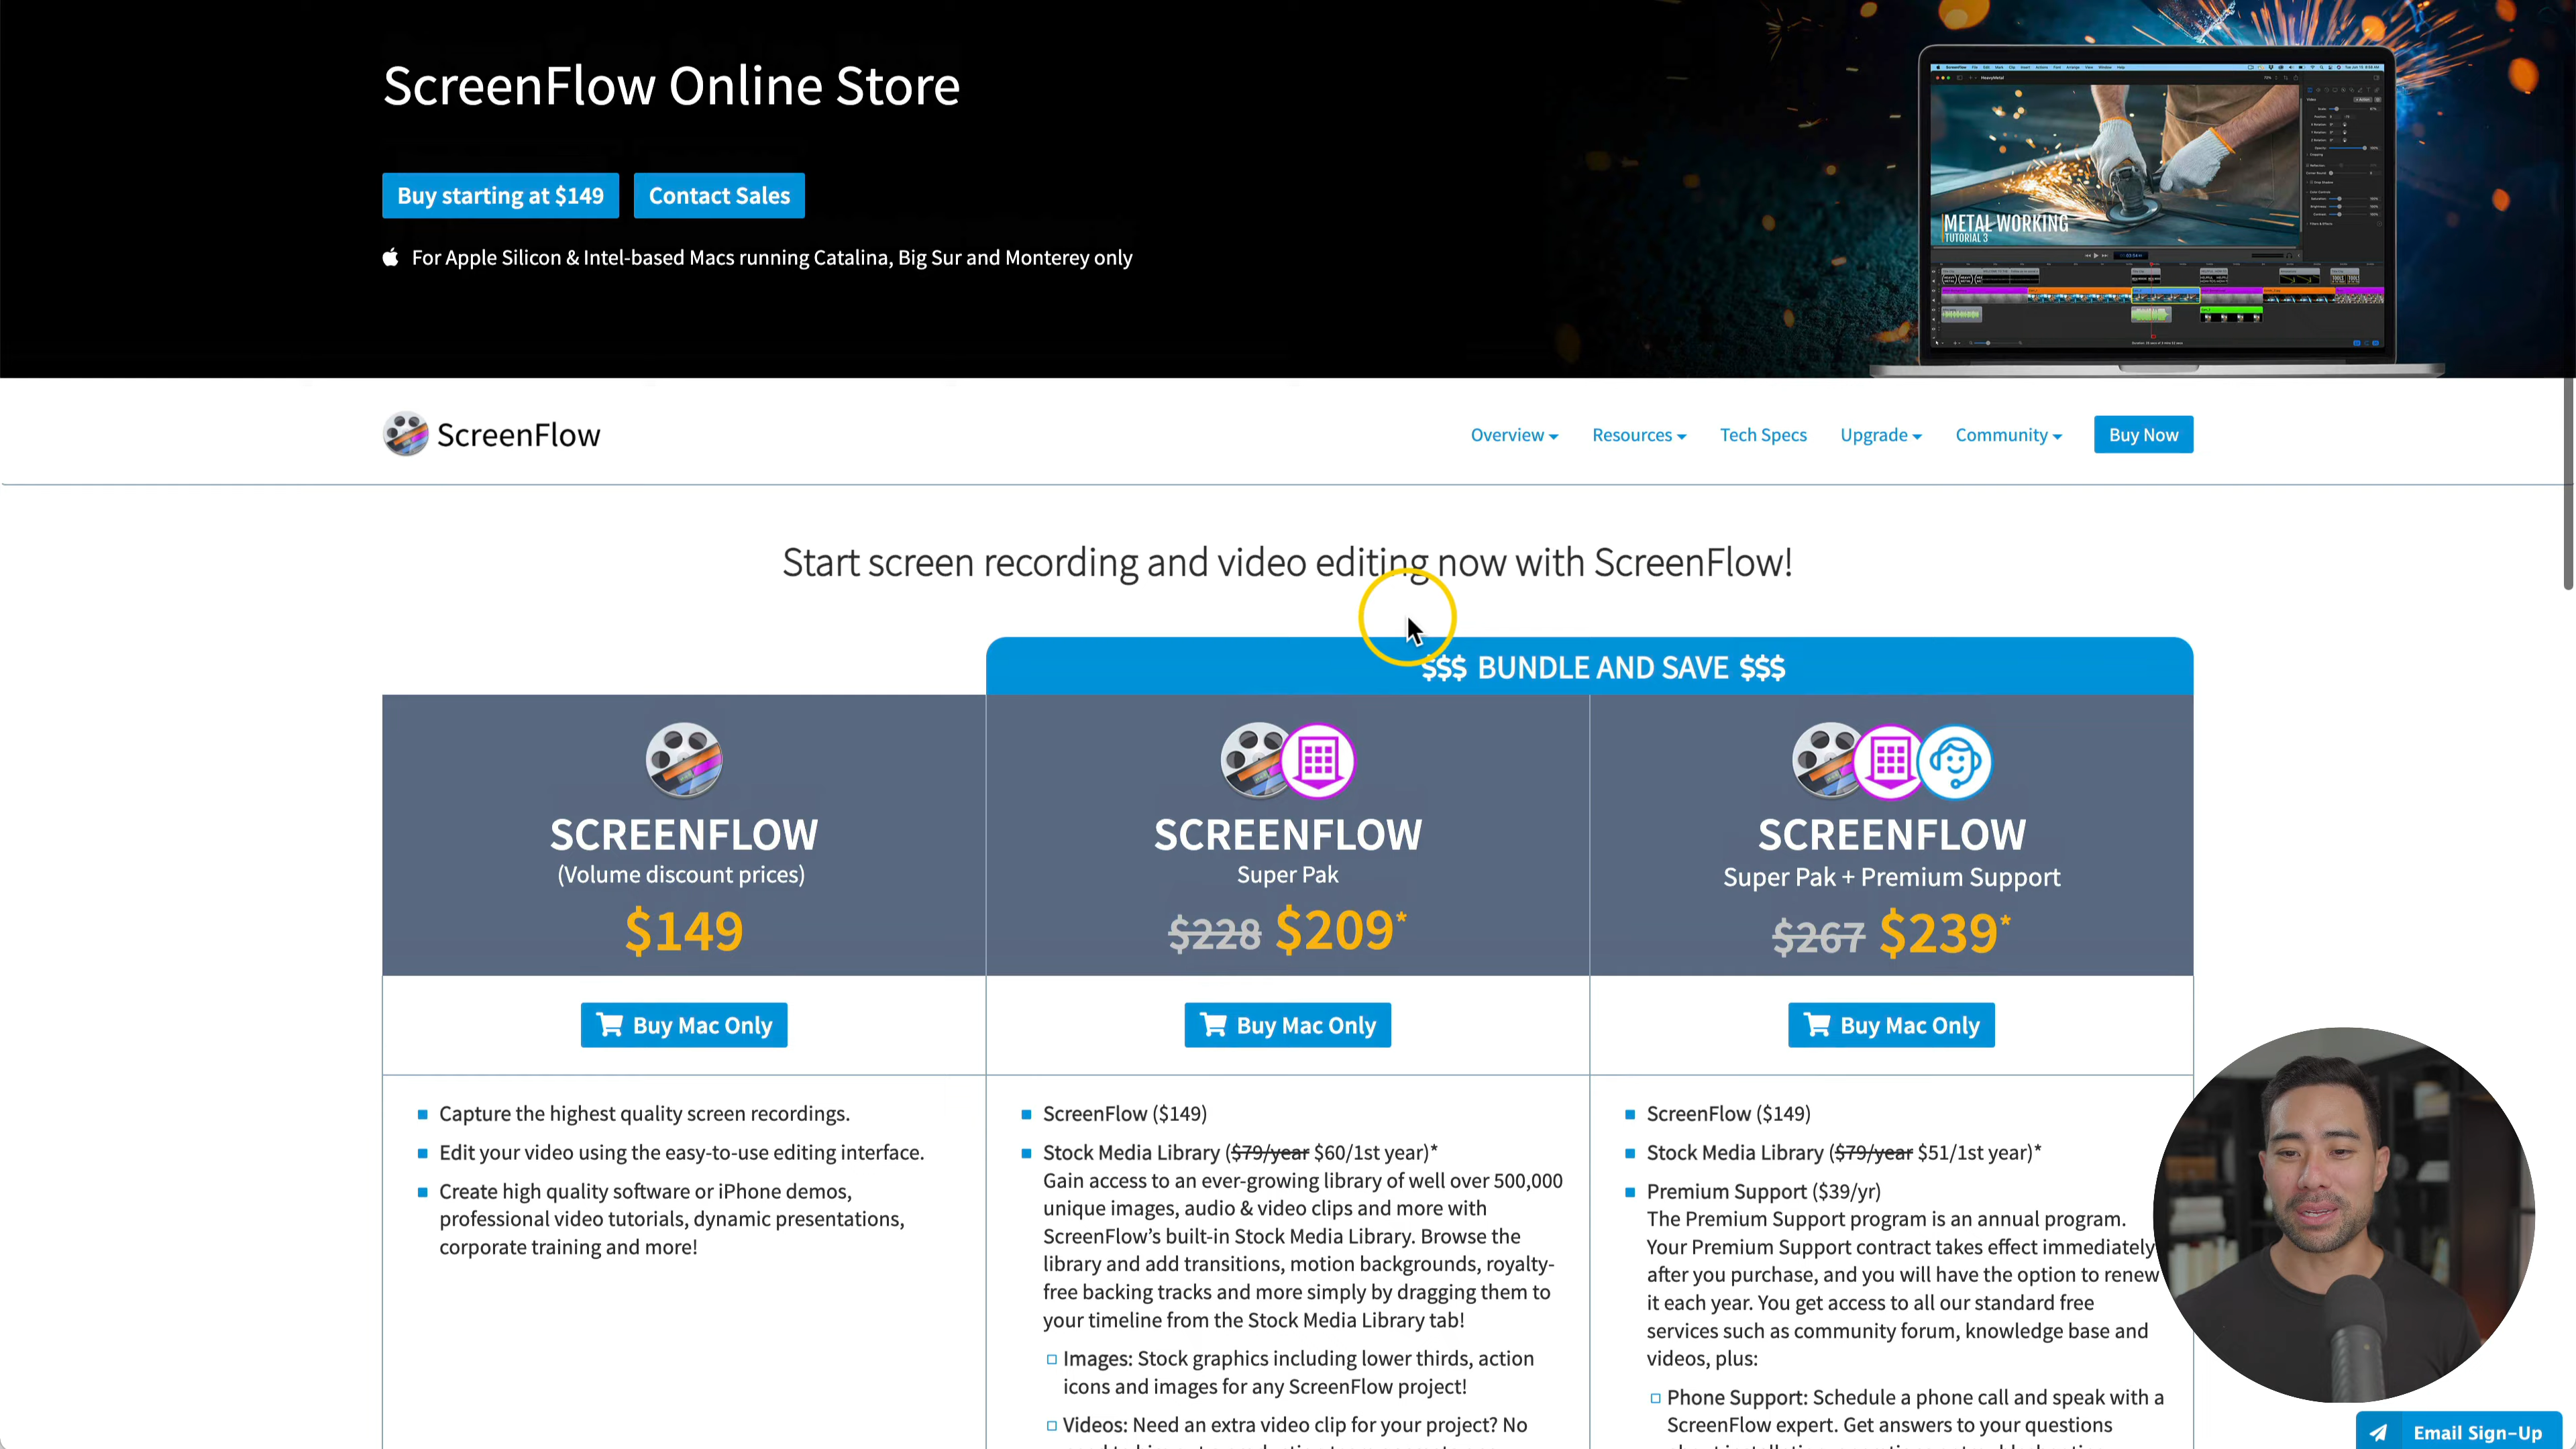 ScreenFlow Online Store
Buy starting at $149
Contact Sales
For Apple Silicon & Intel-based Macs running Catalina, Big Sur and Monterey only
METAL WORKING
TUTORIAL 3
ScreenFlow
Overview
Resources
Tech Specs
Upgrade
Community
Buy Now
Start screen recording and video editing now with ScreenFlow!
$$$ BUNDLE AND SAVE $$$
SCREENFLOW
(Volume discount prices)
$149
Buy Mac Only
Capture the highest quality screen recordings.
Edit your video using the easy-to-use editing interface.
Create high quality software or iPhone demos,
professional video tutorials, dynamic presentations,
corporate training and more!
SCREENFLOW
Super Pak
$228 $209*
Buy Mac Only
ScreenFlow ($149)
Stock Media Library ($79/year $60/1st year)*
Gain access to an ever-growing library of well over 500,000
unique images, audio & video clips and more with
ScreenFlow’s built-in Stock Media Library. Browse the
library and add transitions, motion backgrounds, royalty-
free backing tracks and more simply by dragging them to
your timeline from the Stock Media Library tab!
Images: Stock graphics including lower thirds, action
icons and images for any ScreenFlow project!
Videos: Need an extra video clip for your project? No
SCREENFLOW
Super Pak + Premium Support
$267 $239*
Buy Mac Only
ScreenFlow ($149)
Stock Media Library ($79/year $51/1st year)*
Premium Support ($39/yr)
The Premium Support program is an annual program.
Your Premium Support contract takes effect immediately
after you purchase, and you will have the option to renew
it each year. You get access to all our standard free
services such as community forum, knowledge base and
videos, plus:
Phone Support: Schedule a phone call and speak with a
ScreenFlow expert. Get answers to your questions
Email Sign-Up